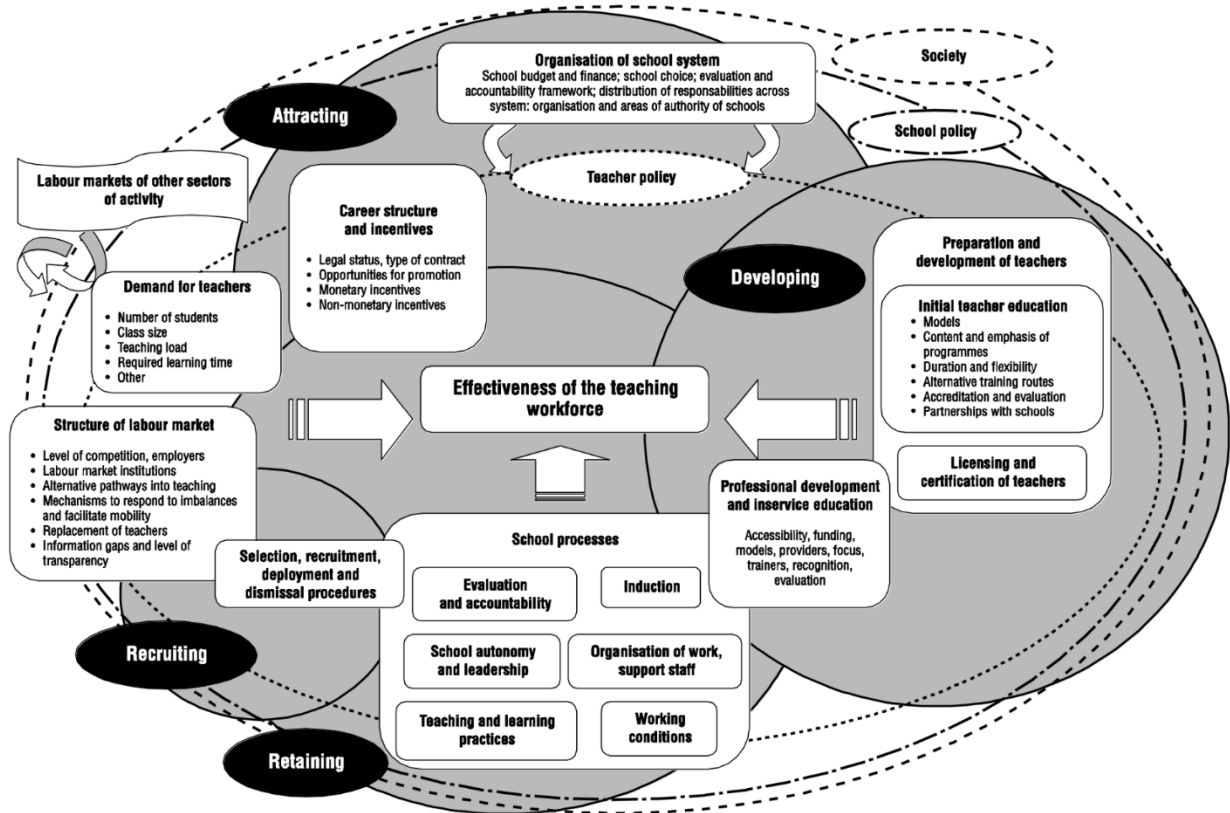 Organisation of school system
School budget and finance; school choice; evaluation and
accountability framework; distribution of responsabilities across
system: organisation and areas of authority of schools
Society
School policy
Attracting
Teacher policy
Labour markets of other sectors
of activity
Career structure
and incentives
• Legal status, type of contract
• Opportunities for promotion
• Monetary incentives
• Non-monetary incentives
Developing
Preparation and
development of teachers
Initial teacher education
• Models
• Content and emphasis of
programmes
• Duration and flexibility
• Alternative training routes
• Accreditation and evaluation
• Partnerships with schools
Licensing and
certification of teachers
Demand for teachers
• Number of students
• Class size
• Teaching load
• Required learning time
• Other
Effectiveness of the teaching
workforce
Structure of labour market
• Level of competition, employers
• Labour market institutions
• Alternative pathways into teaching
• Mechanisms to respond to imbalances
and facilitate mobility
• Replacement of teachers
• Information gaps and level of
transparency
Professional development
and inservice education
Accessibility, funding,
models, providers, focus,
trainers, recognition,
evaluation
Selection, recruitment,
deployment and
dismissal procedures
School processes
Evaluation
and accountability
Induction
School autonomy
and leadership
Organisation of work,
support staff
Teaching and learning
practices
Working
conditions
Recruiting
Retaining